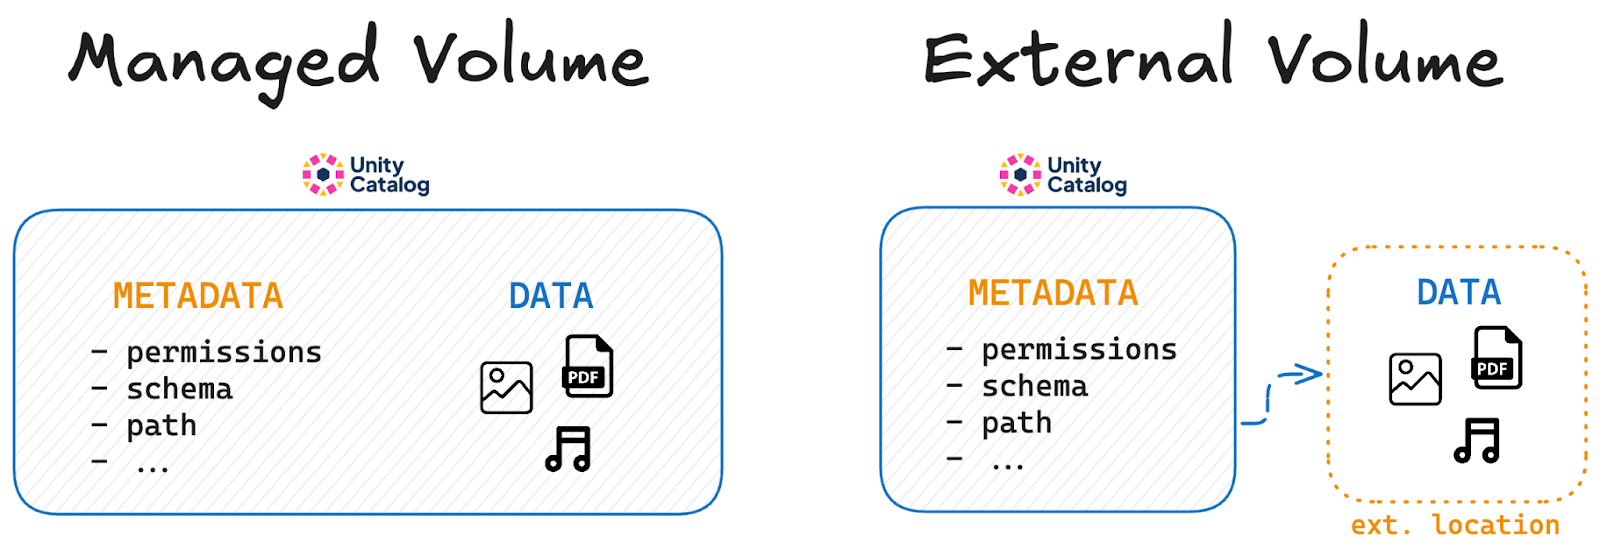 Managed Volume
Unity
Catalog
METADATA
DATA
- permissions
- schema
- path
- ...
PDF
External Volume
Unity
Catalog
METADATA
- permissions
- schema
- path
- ...
DATA
PDF
ext. location